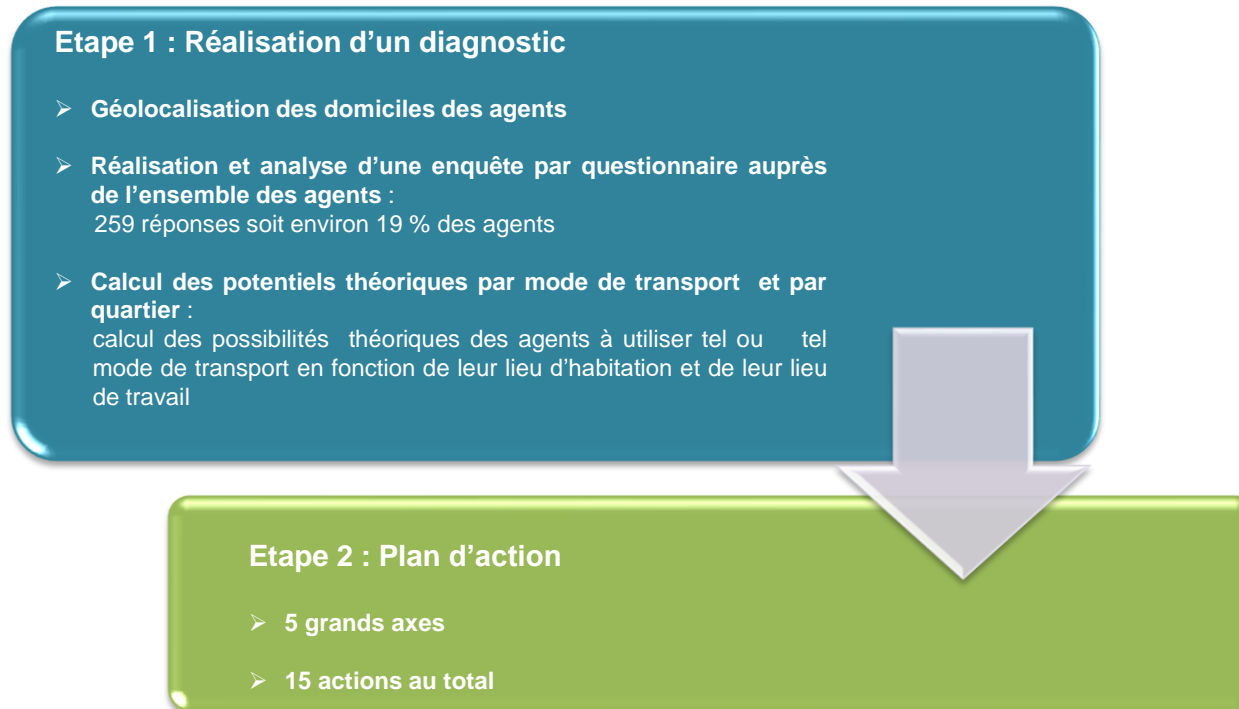 Etape 1 : Réalisation d’un diagnostic
➢ Géolocalisation des domiciles des agents
➢ Réalisation et analyse d’une enquête par questionnaire auprès
de l’ensemble des agents :
259 réponses soit environ 19 % des agents
➢ Calcul des potentiels théoriques par mode de transport et par
quartier :
calcul des possibilités théoriques des agents à utiliser tel ou tel
mode de transport en fonction de leur lieu d’habitation et de leur lieu
de travail
Etape 2 : Plan d’action
➢ 5 grands axes
➢ 15 actions au total